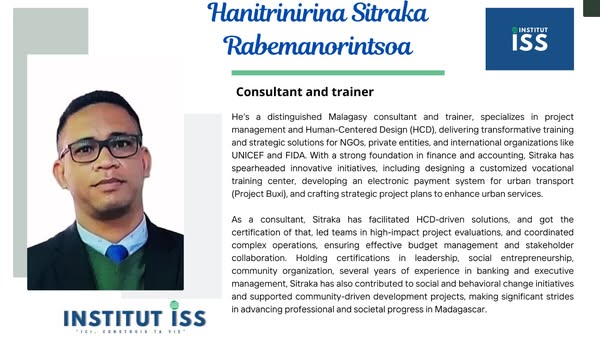 Hanitrinirina Sitraka
Rabemanorintsoa
INSTITUT
ISS
Consultant and trainer
He's a distinguished Malagasy consultant and trainer, specializes in project
management and Human-Centered Design (HCD), delivering transformative training
and strategic solutions for NGOs, private entities, and international organizations like
UNICEF and FIDA. With a strong foundation in finance and accounting, Sitraka has
spearheaded innovative initiatives, including designing a customized vocational
training center, developing an electronic payment system for urban transport
(Project Buxi), and crafting strategic project plans to enhance urban services.
As a consultant, Sitraka has facilitated HCD-driven solutions, and got the
certification of that, led teams in high-impact project evaluations, and coordinated
complex operations, ensuring effective budget management and stakeholder
collaboration. Holding certifications in leadership, social entrepreneurship,
community organization, several years of experience in banking and executive
management, Sitraka has also contributed to social and behavioral change initiatives
and supported community-driven development projects, making significant strides
in advancing professional and societal progress in Madagascar.
INSTITUT ISS
"ICI, CONSTRUIS TA VIE"